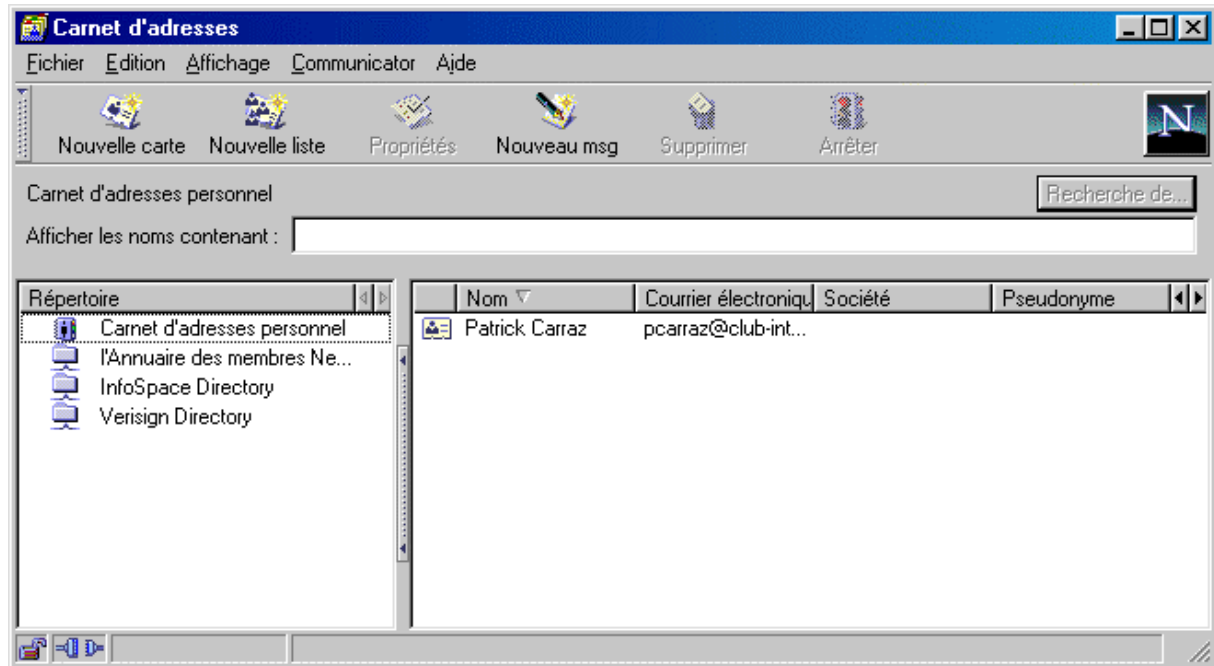 Carnet d'adresses
Fichier Edition Affichage Communicator Aide
Nouvelle carte Nouvelle liste Propriétés Nouveau msg Supprimer Arrêter N
Carnet d'adresses personnel Recherche de...
Afficher les noms contenant :
Répertoire Nom Courrier électroniqu Société Pseudonyme
Carnet d'adresses personnel Patrick Carraz pcarraz@club-int...
l'Annuaire des membres Ne...
InfoSpace Directory
Verisign Directory